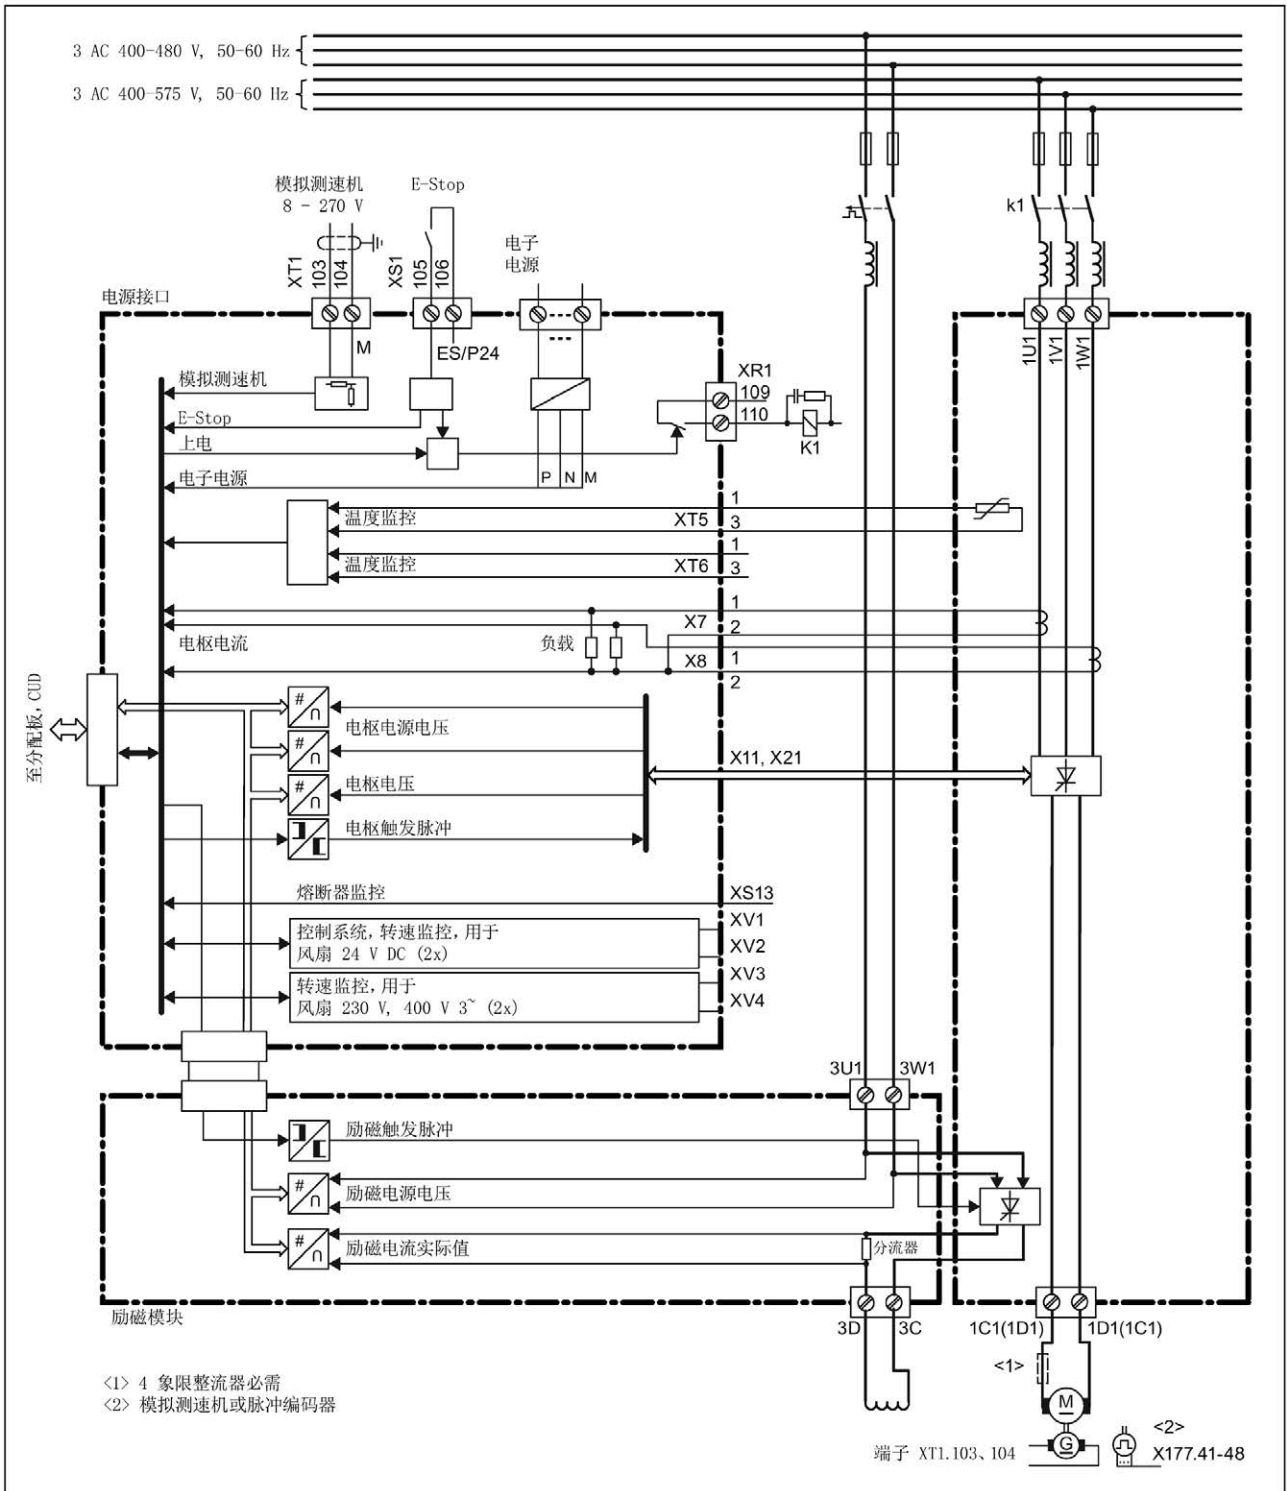 3 AC 400-480 V, 50-60 Hz
3 AC 400-575 V, 50-60 Hz
模拟测速机
8 - 270 V
E-Stop
k1
电子
电源
XT1
103
104
XS1
105
106
电源接口
M
ES/P24
1U1
1V1
1W1
模拟测速机
XR1
109
110
K1
E-Stop
上电
电子电源
P N M
温度监控
XT5
1
3
温度监控
XT6
1
3
电枢电流
负载
X7
1
2
X8
1
2
至分配板, CUD
#
∩
电枢电源电压
#
∩
X11, X21
#
∩
电枢电压
电枢触发脉冲
熔断器监控
XS13
控制系统, 转速监控, 用于
风扇 24 V DC (2x)
XV1
XV2
转速监控, 用于
风扇 230 V, 400 V 3~ (2x)
XV3
XV4
3U1
3W1
励磁触发脉冲
#
∩
励磁电源电压
#
∩
励磁电流实际值
分流器
励磁模块
3D
3C
1C1(1D1)
1D1(1C1)
<1>
<1> 4 象限整流器必需
<2> 模拟测速机或脉冲编码器
M
G
<2>
端子 XT1.103、104
X177.41-48